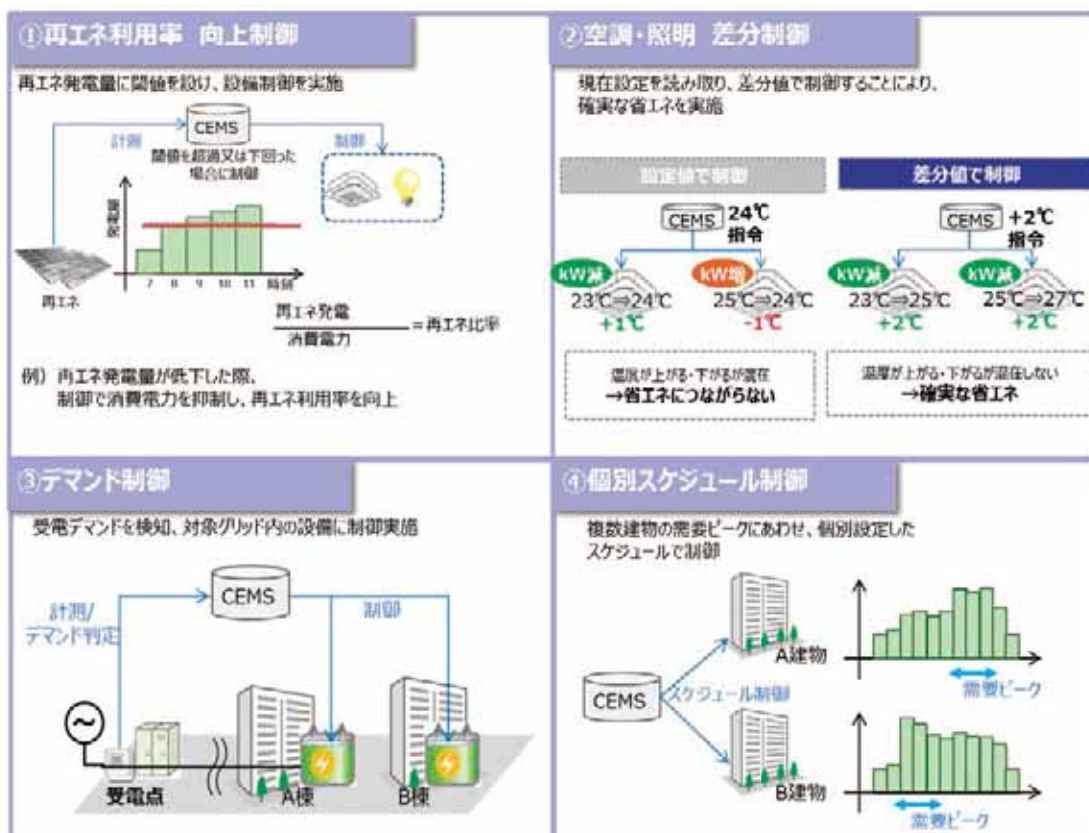 ①再エネ利用率 向上制御
再エネ発電量に閾値を設け、設備制御を実施
計測
CEMS
制御
閾値を超過又は下回った
場合に制御
発電量
7 8 9 10 11 時刻
再エネ
再エネ発電
消費電力
=再エネ比率
例) 再エネ発電量が低下した際、
制御で消費電力を抑制し、再エネ利用率を向上
②空調・照明 差分制御
現在設定を読み取り、差分値で制御することにより、
確実な省エネを実施
設定値で制御
CEMS
24℃
指令
kW減
kW増
23℃⇒24℃
25℃⇒24℃
+1℃
-1℃
温度が上がる・下がるが混在
→省エネにつながらない
差分値で制御
CEMS
+2℃
指令
kW減
kW減
23℃⇒25℃
25℃⇒27℃
+2℃
+2℃
温度が上がる・下がるが混在しない
→確実な省エネ
③デマンド制御
受電デマンドを検知、対象グリッド内の設備に制御実施
CEMS
計測/
デマンド判定
制御
受電点
A棟
B棟
④個別スケジュール制御
複数建物の需要ピークにあわせ、個別設定した
スケジュールで制御
CEMS
スケジュール制御
A建物
需要ピーク
B建物
需要ピーク